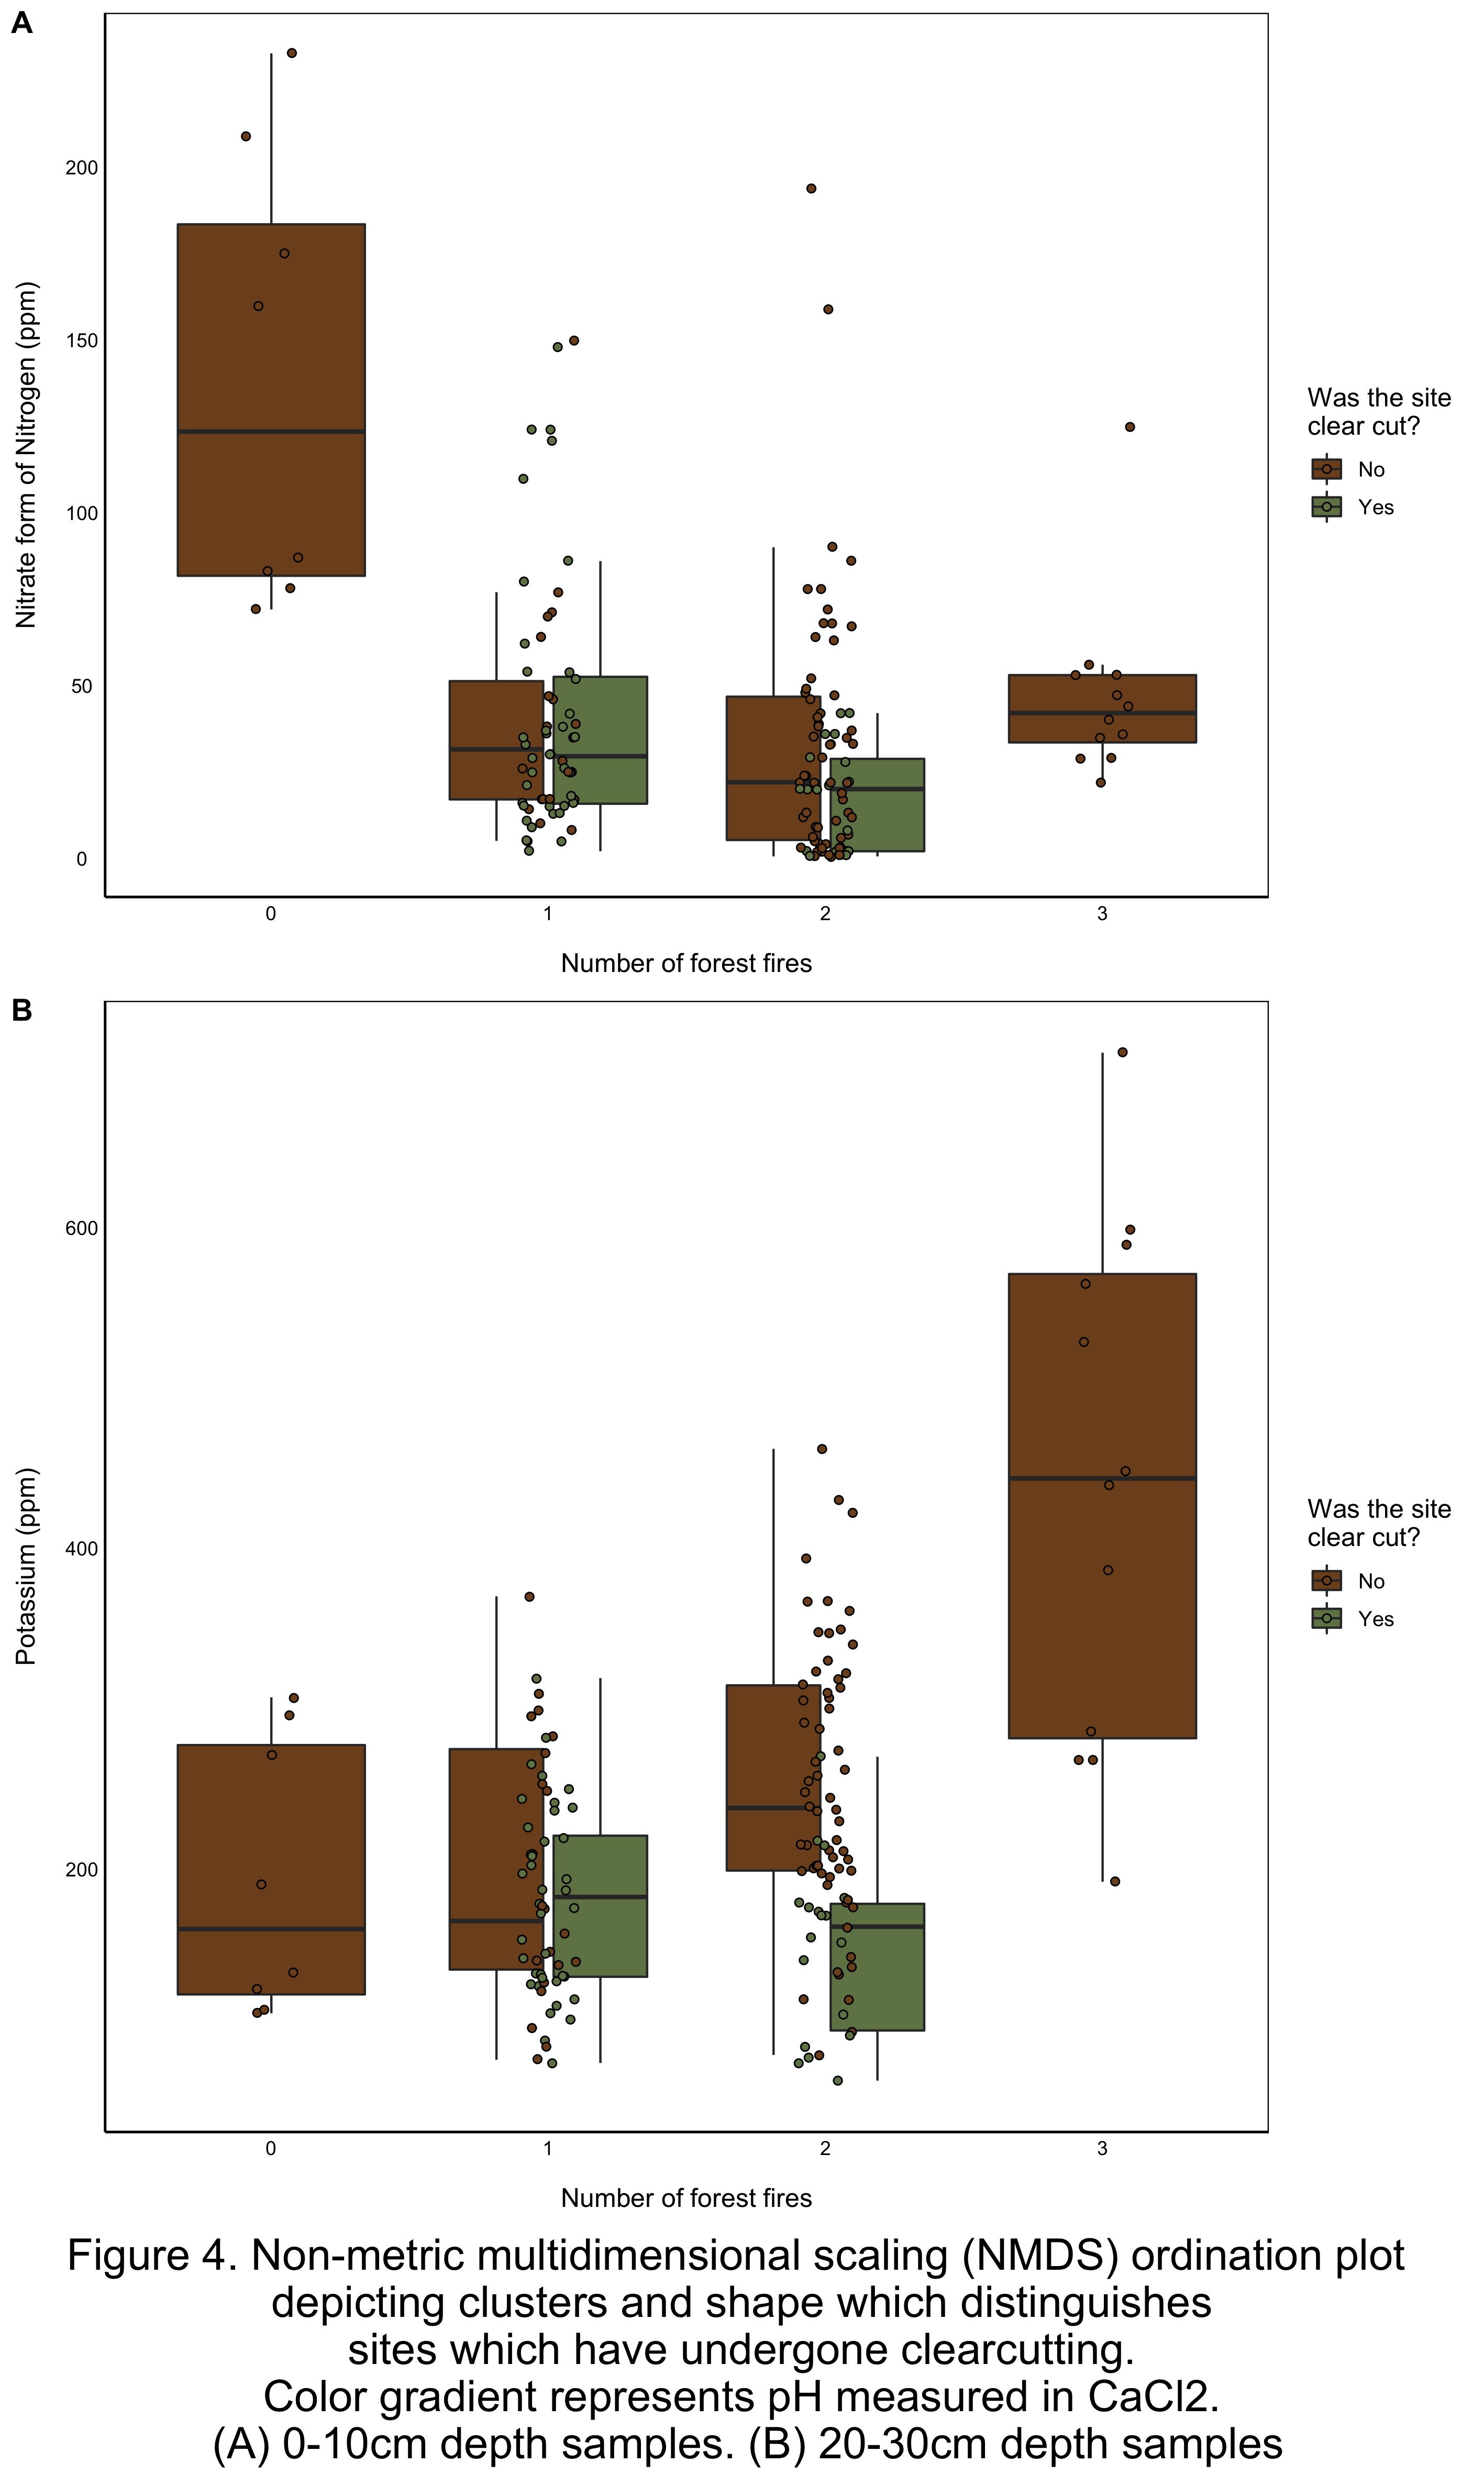 A
Nitrate form of Nitrogen (ppm)
200
150
100
50
0
0
1
2
3
Number of forest fires
Was the site
clear cut?
No
Yes
B
Potassium (ppm)
600
400
200
0
1
2
3
Number of forest fires
Was the site
clear cut?
No
Yes
Figure 4. Non-metric multidimensional scaling (NMDS) ordination plot
depicting clusters and shape which distinguishes
sites which have undergone clearcutting.
Color gradient represents pH measured in CaCl2.
(A) 0-10cm depth samples. (B) 20-30cm depth samples